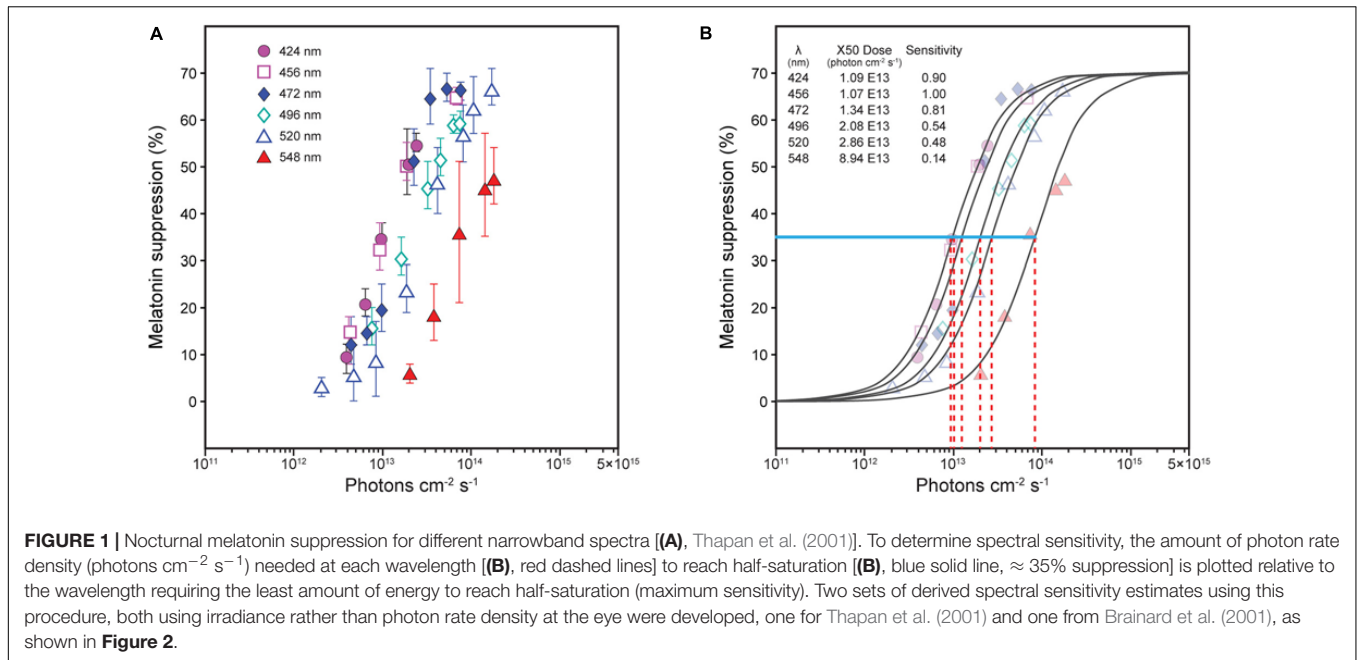 A
424 nm
456 nm
472 nm
496 nm
520 nm
548 nm
Melatonin suppression (%)
70
60
50
40
30
20
10
0
10¹¹ 10¹² 10¹³ 10¹⁴ 10¹⁵ 5×10¹⁵
Photons cm⁻² s⁻¹
B
λ X50 Dose Sensitivity
(nm) (photon cm⁻² s⁻¹)
424 1.09 E13 0.90
456 1.07 E13 1.00
472 1.34 E13 0.81
496 2.08 E13 0.54
520 2.86 E13 0.48
548 8.94 E13 0.14
Melatonin suppression (%)
70
60
50
40
30
20
10
0
10¹¹ 10¹² 10¹³ 10¹⁴ 10¹⁵ 5×10¹⁵
Photons cm⁻² s⁻¹
FIGURE 1 | Nocturnal melatonin suppression for different narrowband spectra [(A), Thapan et al. (2001)]. To determine spectral sensitivity, the amount of photon rate
density (photons cm⁻² s⁻¹) needed at each wavelength [(B), red dashed lines] to reach half-saturation [(B), blue solid line, ≈ 35% suppression] is plotted relative to
the wavelength requiring the least amount of energy to reach half-saturation (maximum sensitivity). Two sets of derived spectral sensitivity estimates using this
procedure, both using irradiance rather than photon rate density at the eye were developed, one for Thapan et al. (2001) and one from Brainard et al. (2001), as
shown in Figure 2.